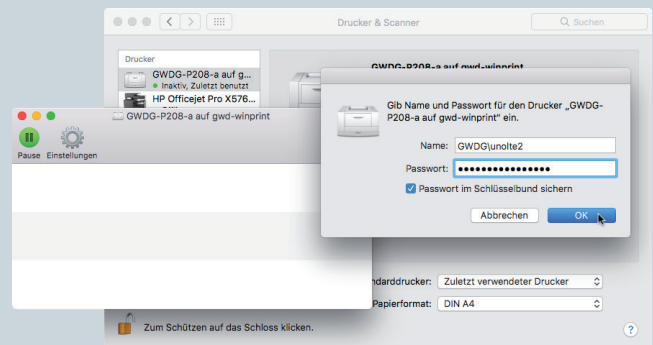 Drucker & Scanner
Suchen
Drucker
GWDG-P208-a auf g...
Inaktiv, Zuletzt benutzt
HP Officejet Pro X576...
GWDG-P208-a auf gwd-winprint
GWDG-P208-a auf gwd-winprint
Pause Einstellungen
Gib Name und Passwort für den Drucker „GWDG-
P208-a auf gwd-winprint“ ein.
Name: GWDG\unolte2
Passwort: ●●●●●●●●●●●●●●●●
Passwort im Schlüsselbund sichern
Abbrechen OK
Zuletzt verwendeter Drucker
Papierformat: DIN A4
Zum Schützen auf das Schloss klicken.
?